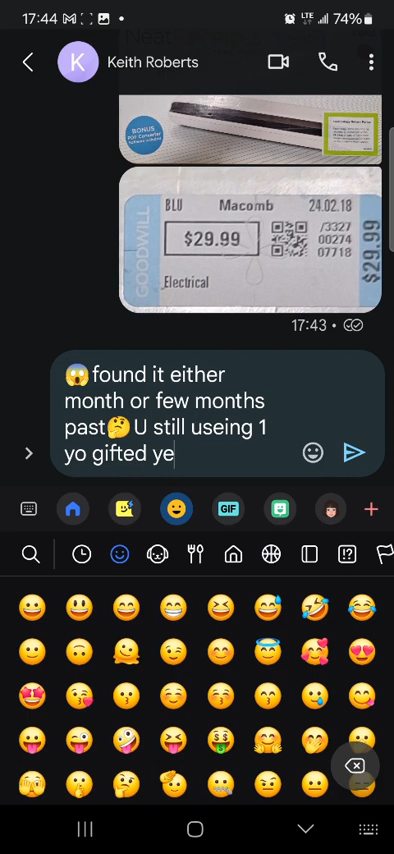 17:44
LTE 74%
Neat
K Keith Roberts
BONUS
PDF Converter
GOODWILL
BLU Macomb 24.02.18
$29.99
/3327
00274
07718
$29.99
Electrical
17:43
😱found it either
month or few months
past🤔U still useing 1
yo gifted ye
GIF